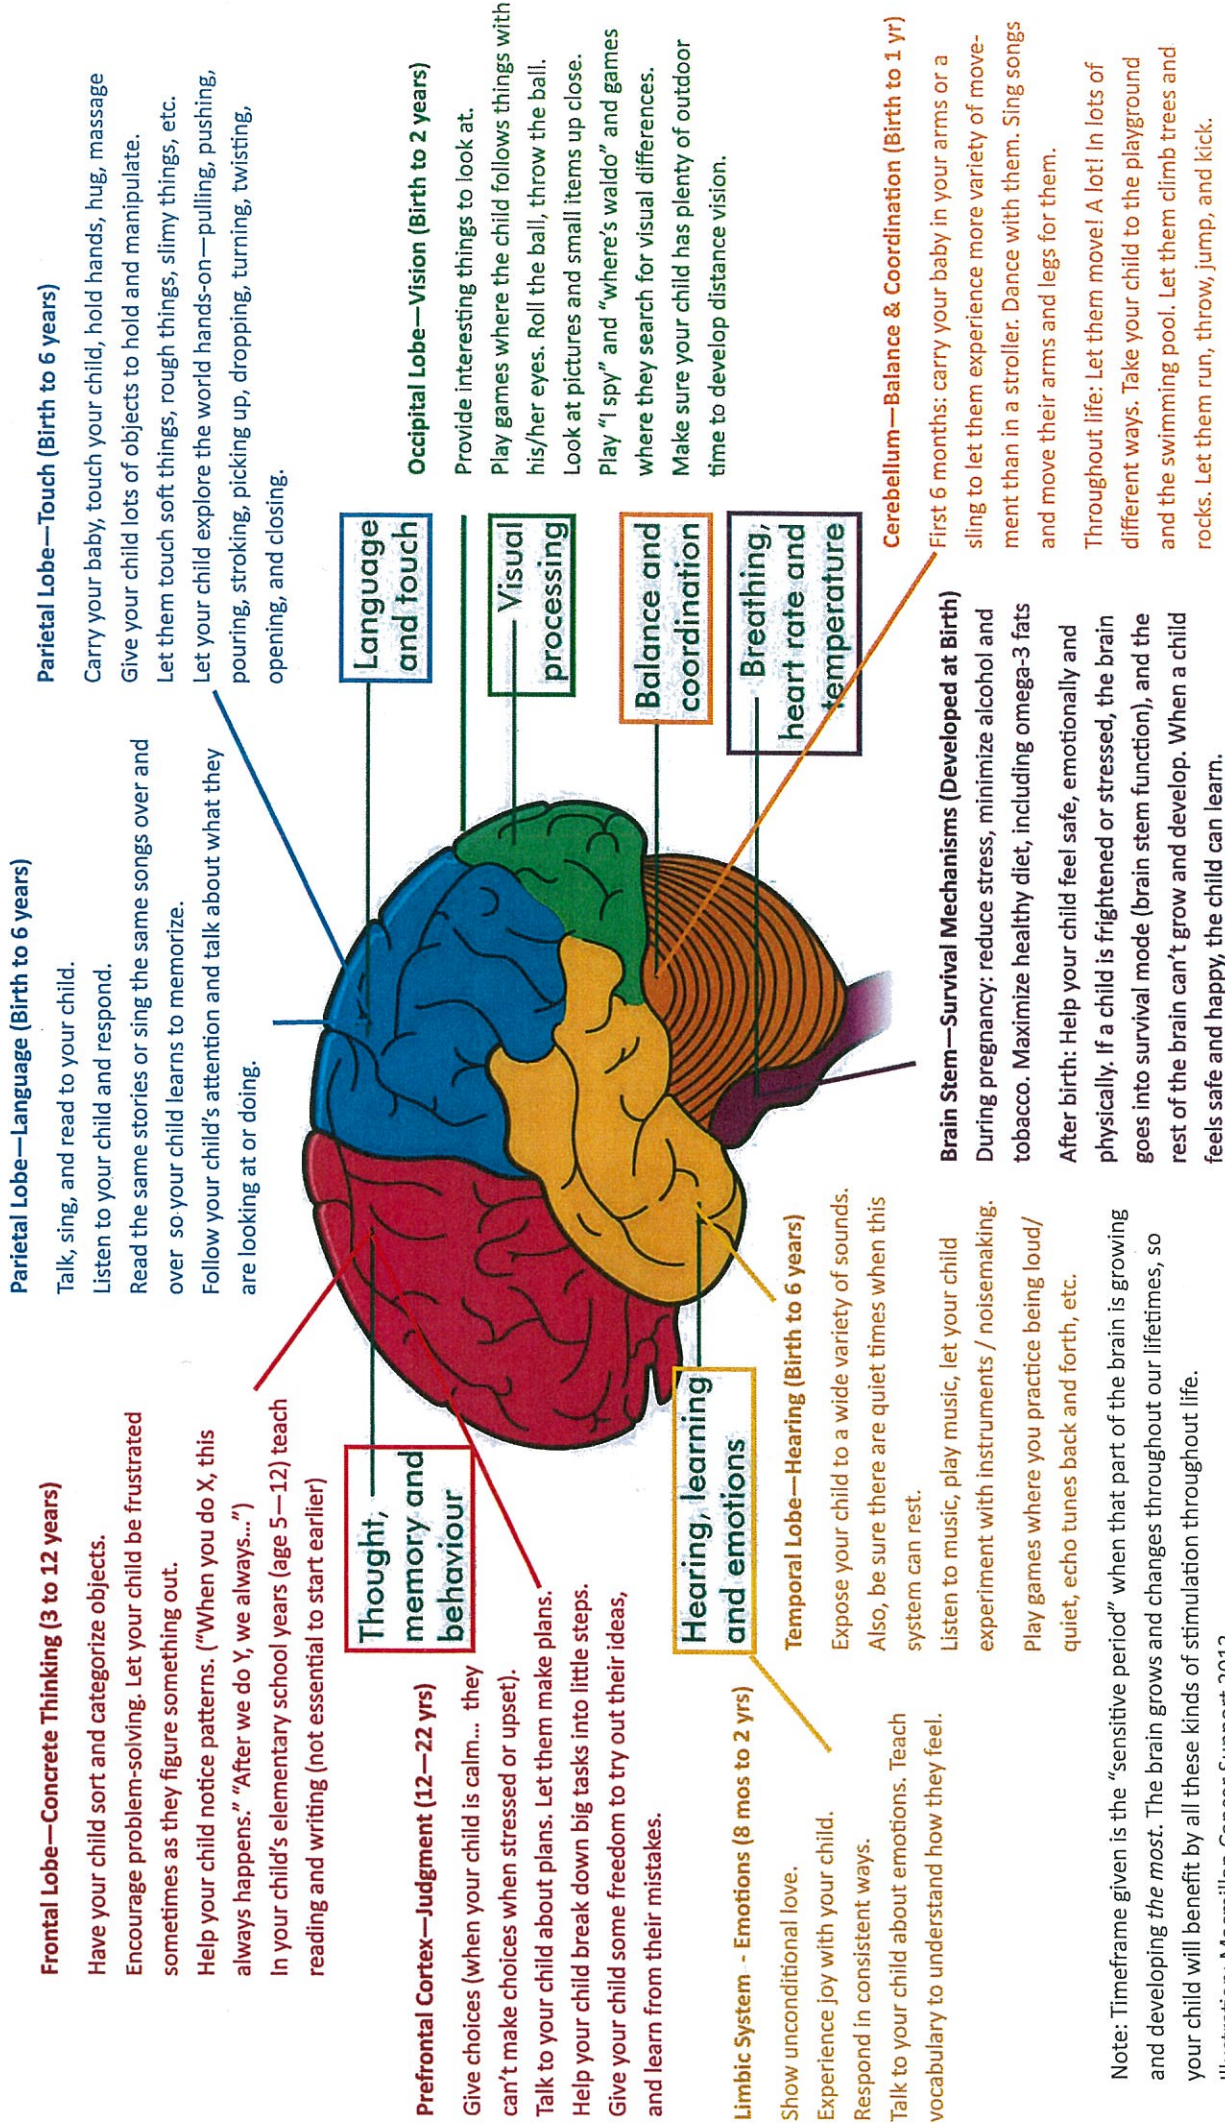 Frontal Lobe—Concrete Thinking (3 to 12 years)
Have your child sort and categorize objects.
Encourage problem-solving. Let your child be frustrated
sometimes as they figure something out.
Help your child notice patterns. ("When you do X, this
always happens." "After we do Y, we always...")
In your child's elementary school years (age 5—12) teach
reading and writing (not essential to start earlier)
Parietal Lobe—Language (Birth to 6 years)
Talk, sing, and read to your child.
Listen to your child and respond.
Read the same stories or sing the same songs over and
over so your child learns to memorize.
Follow your child's attention and talk about what they
are looking at or doing.
Parietal Lobe—Touch (Birth to 6 years)
Carry your baby, touch your child, hold hands, hug, massage
Give your child lots of objects to hold and manipulate.
Let them touch soft things, rough things, slimy things, etc.
Let your child explore the world hands-on—pulling, pushing,
pouring, stroking, picking up, dropping, turning, twisting,
opening, and closing.
Thought,
memory and
behaviour
Language
and touch
Prefrontal Cortex—Judgment (12—22 yrs)
Give choices (when your child is calm... they
can't make choices when stressed or upset).
Talk to your child about plans. Let them make plans.
Help your child break down big tasks into little steps.
Give your child some freedom to try out their ideas,
and learn from their mistakes.
Occipital Lobe—Vision (Birth to 2 years)
Provide interesting things to look at.
Play games where the child follows things with
his/her eyes. Roll the ball, throw the ball.
Look at pictures and small items up close.
Play "I spy" and "where's waldo" and games
where they search for visual differences.
Make sure your child has plenty of outdoor
time to develop distance vision.
Visual
processing
Balance and
coordination
Hearing, learning
and emotions
Breathing,
heart rate and
temperature
Limbic System - Emotions (8 mos to 2 yrs)
Show unconditional love.
Experience joy with your child.
Respond in consistent ways.
Talk to your child about emotions. Teach
vocabulary to understand how they feel.
Temporal Lobe—Hearing (Birth to 6 years)
Expose your child to a wide variety of sounds.
Also, be sure there are quiet times when this
system can rest.
Listen to music, play music, let your child
experiment with instruments / noisemaking.
Play games where you practice being loud/
quiet, echo tunes back and forth, etc.
Brain Stem—Survival Mechanisms (Developed at Birth)
During pregnancy: reduce stress, minimize alcohol and
tobacco. Maximize healthy diet, including omega-3 fats
After birth: Help your child feel safe, emotionally and
physically. If a child is frightened or stressed, the brain
goes into survival mode (brain stem function), and the
rest of the brain can't grow and develop. When a child
feels safe and happy, the child can learn.
Cerebellum—Balance & Coordination (Birth to 1 yr)
First 6 months: carry your baby in your arms or a
sling to let them experience more variety of move-
ment than in a stroller. Dance with them. Sing songs
and move their arms and legs for them.
Throughout life: Let them move! A lot! In lots of
different ways. Take your child to the playground
and the swimming pool. Let them climb trees and
rocks. Let them run, throw, jump, and kick.
Note: Timeframe given is the "sensitive period" when that part of the brain is growing
and developing the most. The brain grows and changes throughout our lifetimes, so
your child will benefit by all these kinds of stimulation throughout life.
Illustration: Macmillan Cancer Support 2012